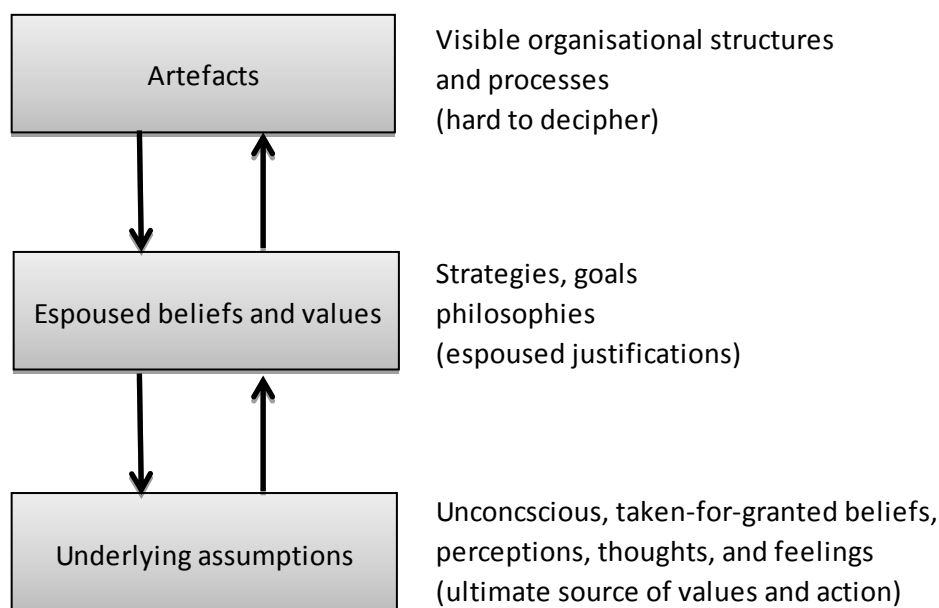 Artefacts
Visible organisational structures
and processes
(hard to decipher)
Espoused beliefs and values
Strategies, goals
philosophies
(espoused justifications)
Underlying assumptions
Unconcscious, taken-for-granted beliefs,
perceptions, thoughts, and feelings
(ultimate source of values and action)